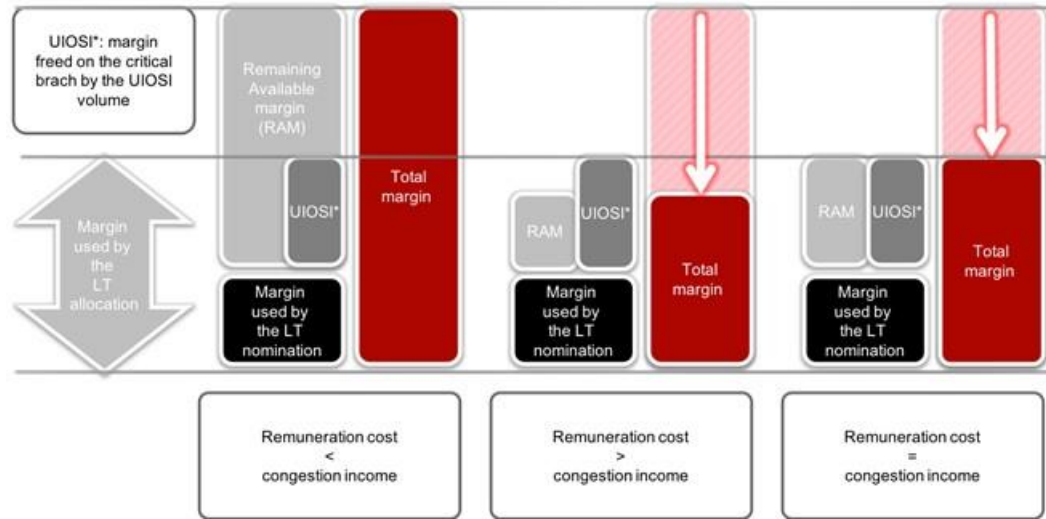 UIOSI*: margin
freed on the critical
brach by the UIOSI
volume
Margin
used by
the
LT
allocation
Remaining
Available
margin
(RAM)
UIOSI*
Margin
used by
the LT
nomination
Total
margin
Remuneration cost
<
congestion income
RAM
UIOSI*
Margin
used by
the LT
nomination
Total
margin
Remuneration cost
>
congestion income
RAM
UIOSI*
Margin
used by
the LT
nomination
Total
margin
Remuneration cost
=
congestion income